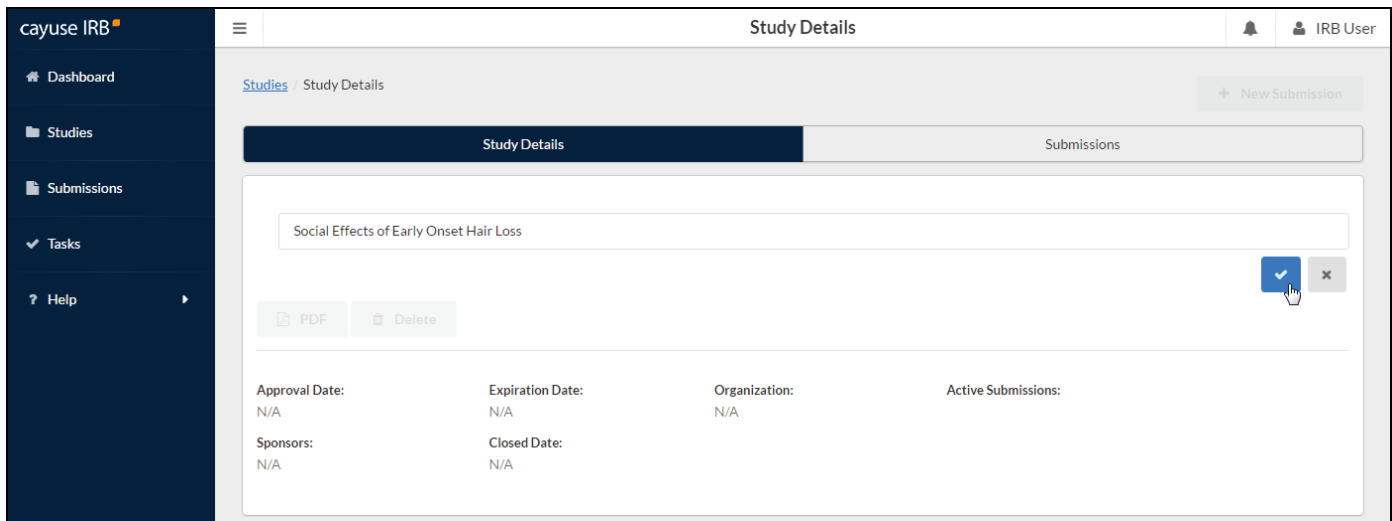 cayuse IRB
Study Details
IRB User
Dashboard
Studies
Submissions
Tasks
? Help
Studies / Study Details
+ New Submission
Study Details
Submissions
Social Effects of Early Onset Hair Loss
PDF
Delete
Approval Date:
Expiration Date:
Organization:
Active Submissions:
N/A
N/A
N/A
Sponsors:
Closed Date:
N/A
N/A